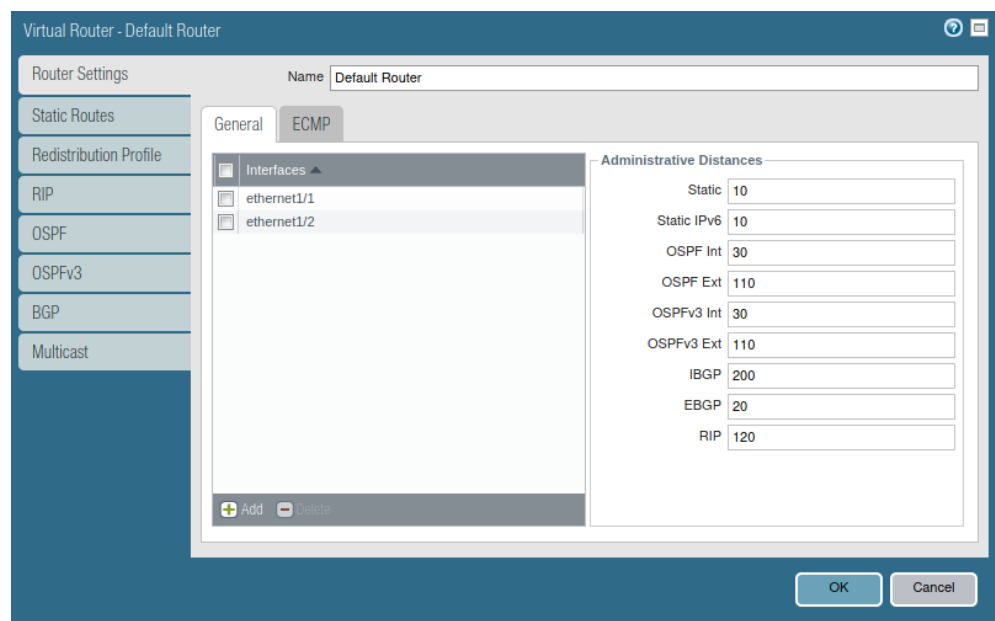 Virtual Router - Default Router
Router Settings
Static Routes
Redistribution Profile
RIP
OSPF
OSPFv3
BGP
Multicast
Name Default Router
General ECMP
Interfaces
ethernet1/1
ethernet1/2
Add Delete
Administrative Distances
Static 10
Static IPv6 10
OSPF Int 30
OSPF Ext 110
OSPFv3 Int 30
OSPFv3 Ext 110
IBGP 200
EBGP 20
RIP 120
OK Cancel